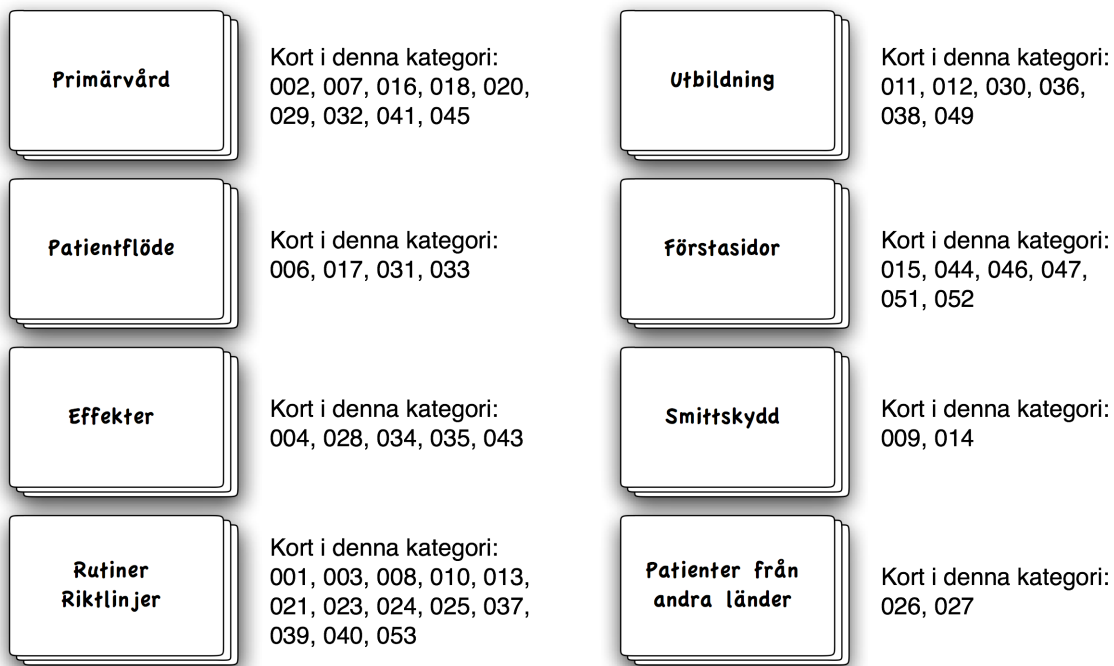 Primärvård
Kort i denna kategori:
002, 007, 016, 018, 020,
029, 032, 041, 045
Utbildning
Kort i denna kategori:
011, 012, 030, 036,
038, 049
Patientflöde
Kort i denna kategori:
006, 017, 031, 033
Förstasidor
Kort i denna kategori:
015, 044, 046, 047,
051, 052
Effekter
Kort i denna kategori:
004, 028, 034, 035, 043
Smittskydd
Kort i denna kategori:
009, 014
Rutiner
Riktlinjer
Kort i denna kategori:
001, 003, 008, 010, 013,
021, 023, 024, 025, 037,
039, 040, 053
Patienter från
andra länder
Kort i denna kategori:
026, 027